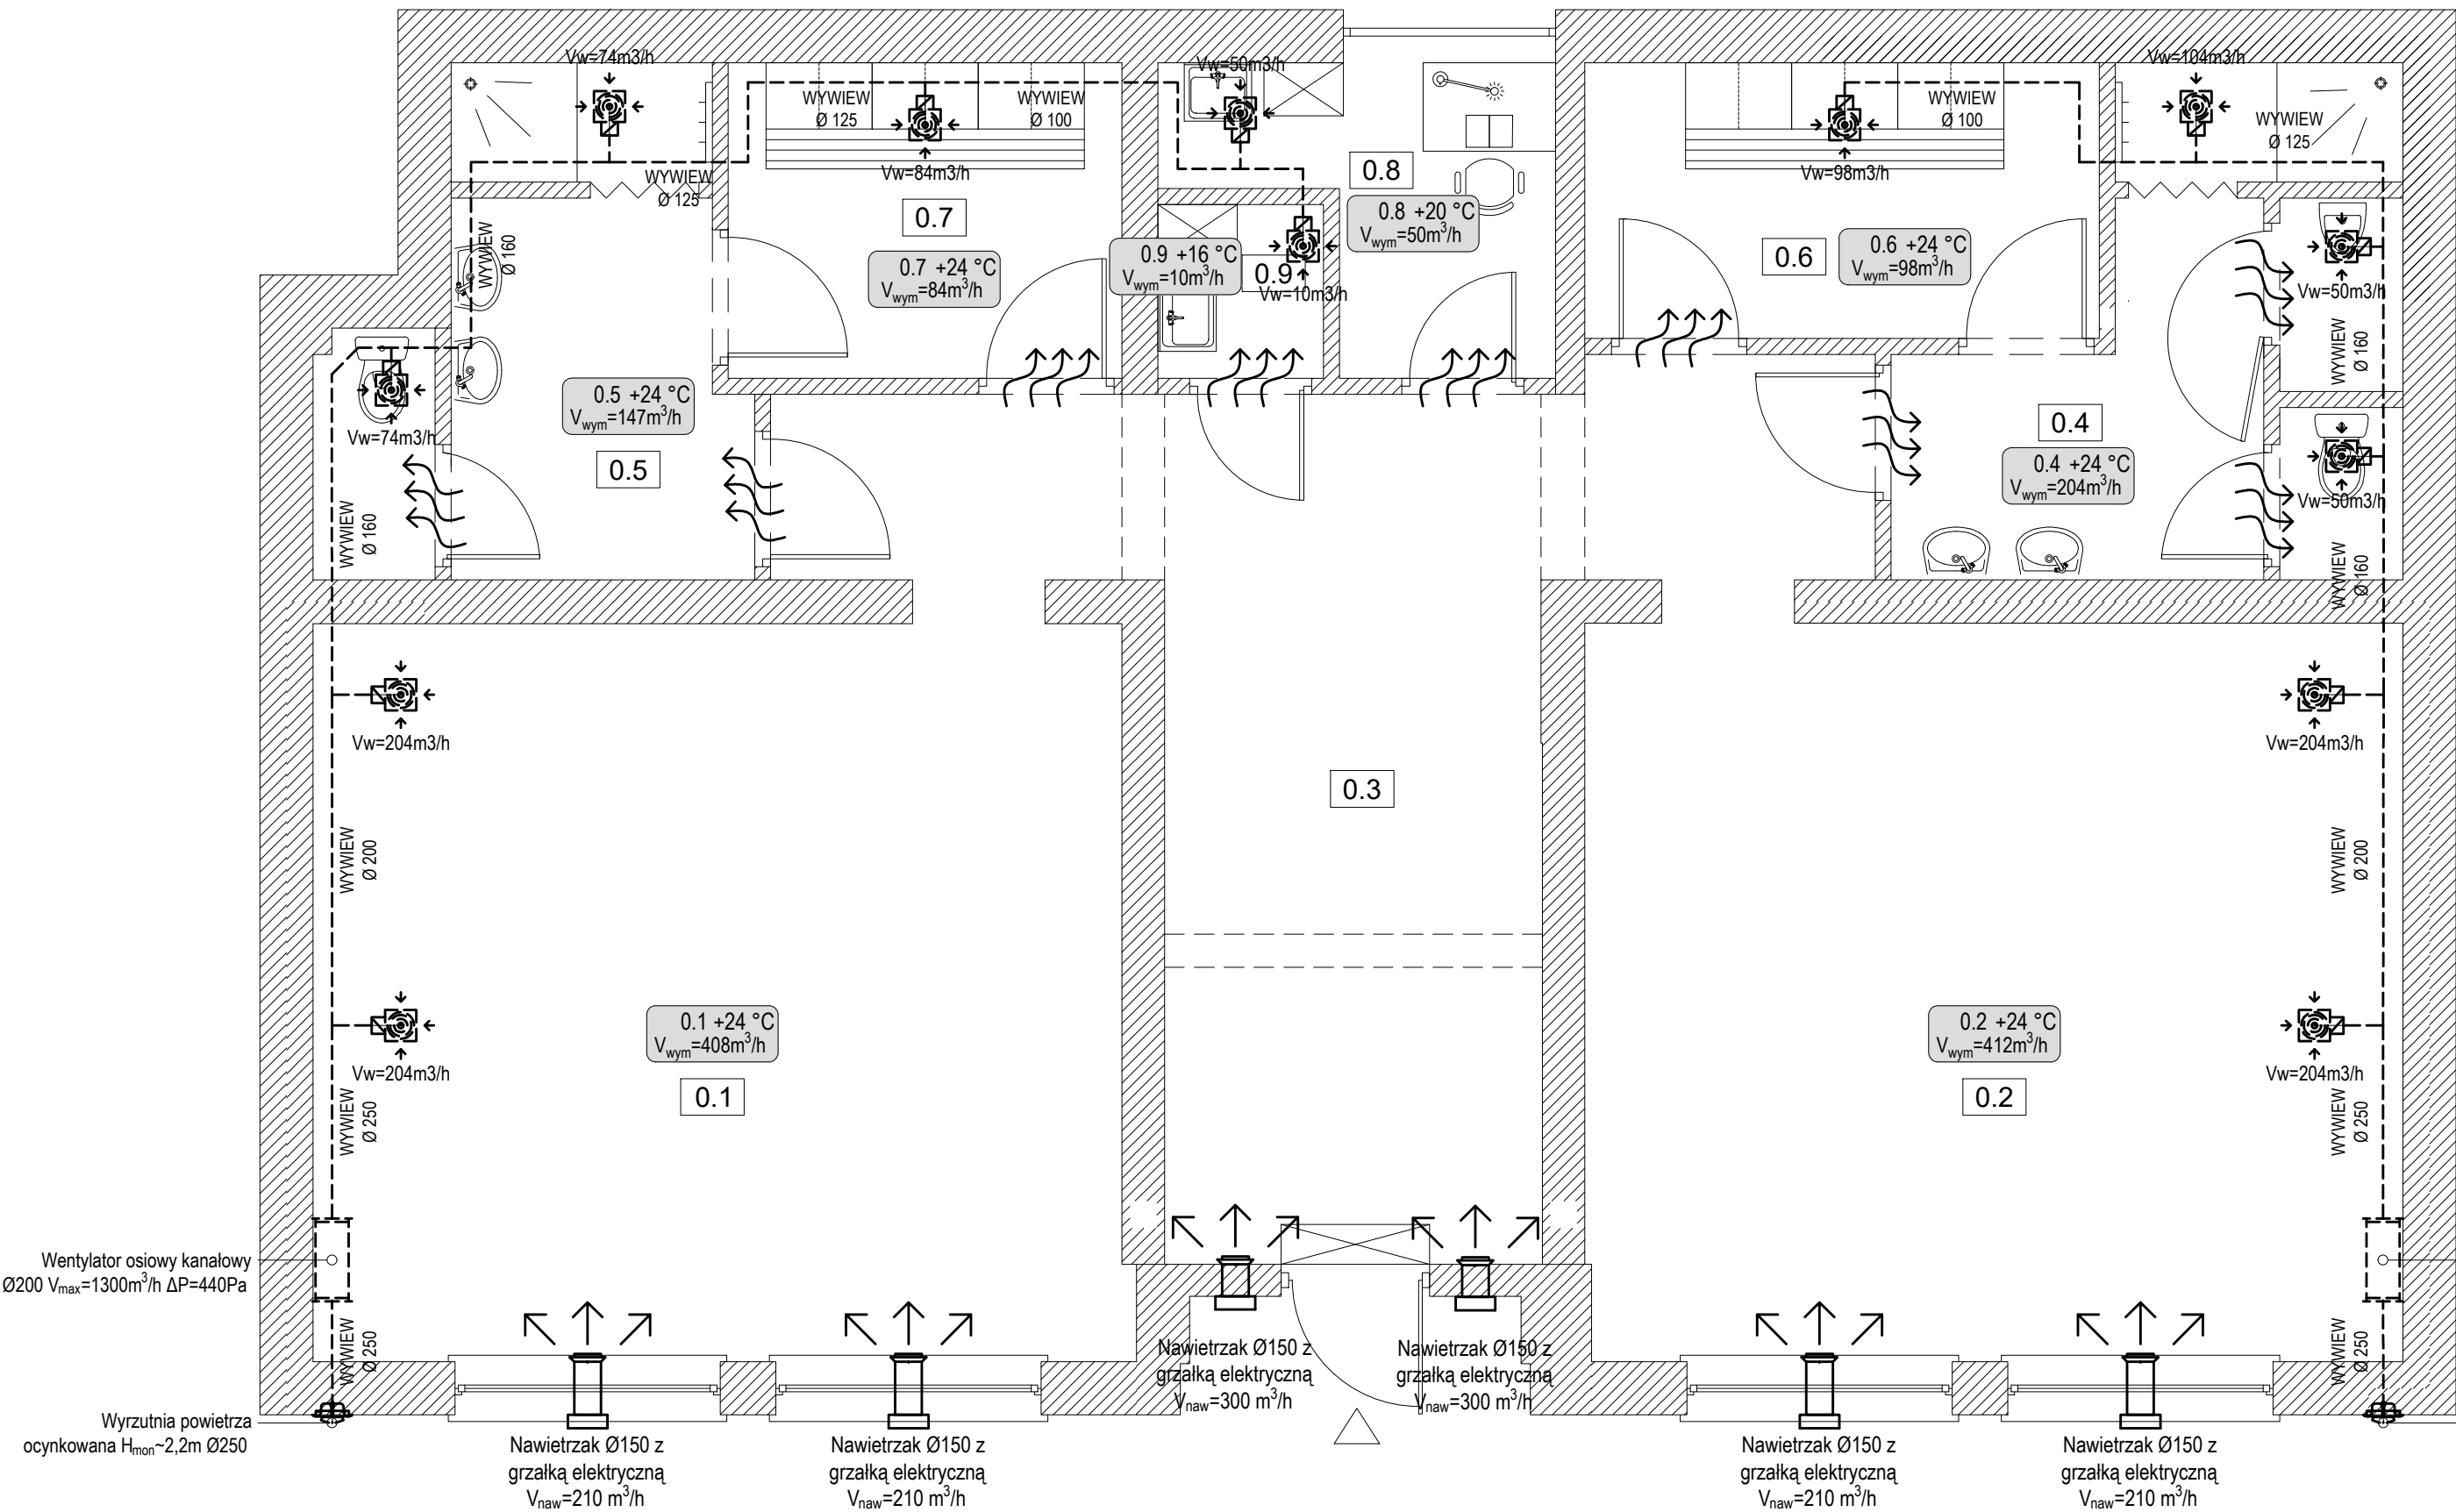 Vw=74m3/h
Vw=50m3/h
Vw=104m3/h
WYWIEW
Ø 125
WYWIEW
Ø 100
WYWIEW
Ø 100
WYWIEW
Ø 125
WYWIEW
Ø 125
Vw=84m3/h
0.8
Vw=98m3/h
0.7
0.8 +20 °C
Vwym=50m³/h
WYWIEW
Ø 160
0.7 +24 °C
Vwym=84m³/h
0.9 +16 °C
Vwym=10m³/h
0.9
Vw=10m3/h
0.6
0.6 +24 °C
Vwym=98m³/h
Vw=50m3/h
WYWIEW
Ø 160
0.5 +24 °C
Vwym=147m³/h
Vw=74m3/h
0.5
0.4
0.4 +24 °C
Vwym=204m³/h
Vw=50m3/h
WYWIEW
Ø 160
WYWIEW
Ø 160
Vw=204m3/h
Vw=204m3/h
0.3
WYWIEW
Ø 200
WYWIEW
Ø 200
0.1 +24 °C
Vwym=408m³/h
0.2 +24 °C
Vwym=412m³/h
Vw=204m3/h
Vw=204m3/h
0.1
0.2
WYWIEW
Ø 250
WYWIEW
Ø 250
Wentylator osiowy kanałowy
Ø200 Vmax=1300m³/h ΔP=440Pa
WYWIEW
Ø 250
WYWIEW
Ø 250
Nawietrzak Ø150 z
grzałką elektryczną
Vnaw=300 m³/h
Nawietrzak Ø150 z
grzałką elektryczną
Vnaw=300 m³/h
Wyrzutnia powietrza
ocynkowana Hmon~2,2m Ø250
Nawietrzak Ø150 z
grzałką elektryczną
Vnaw=210 m³/h
Nawietrzak Ø150 z
grzałką elektryczną
Vnaw=210 m³/h
Nawietrzak Ø150 z
grzałką elektryczną
Vnaw=210 m³/h
Nawietrzak Ø150 z
grzałką elektryczną
Vnaw=210 m³/h